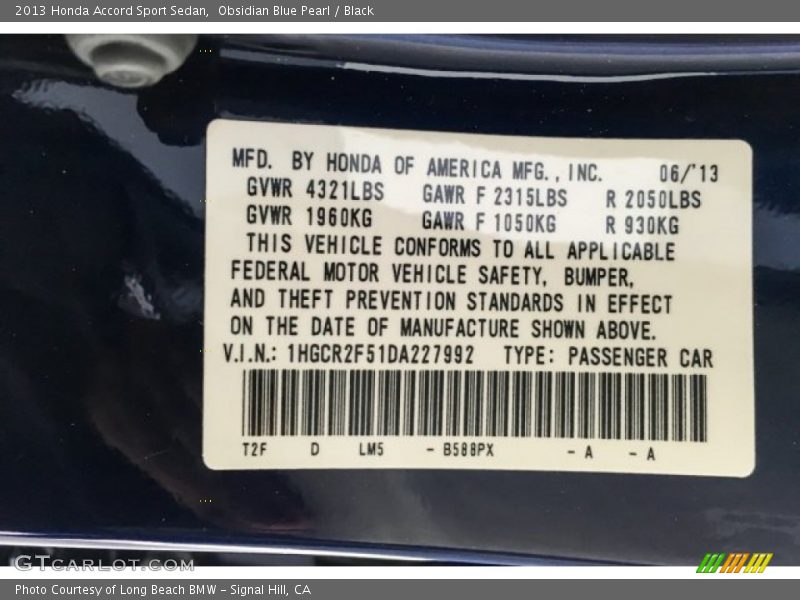 2013 Honda Accord Sport Sedan,  Obsidian Blue Pearl / Black
MFD. BY HONDA OF AMERICA MFG., INC. 06/'13
GVWR 4321LBS GAWR F 2315LBS R 2050LBS
GVWR 1960KG GAWR F 1050KG R 930KG
THIS VEHICLE CONFORMS TO ALL APPLICABLE
FEDERAL MOTOR VEHICLE SAFETY, BUMPER,
AND THEFT PREVENTION STANDARDS IN EFFECT
ON THE DATE OF MANUFACTURE SHOWN ABOVE.
V.I.N.: 1HGCR2F51DA227992 TYPE: PASSENGER CAR
T2F D LM5 - B588PX - A - A
GTCARLOT.COM
Photo Courtesy of Long Beach BMW – Signal Hill, CA